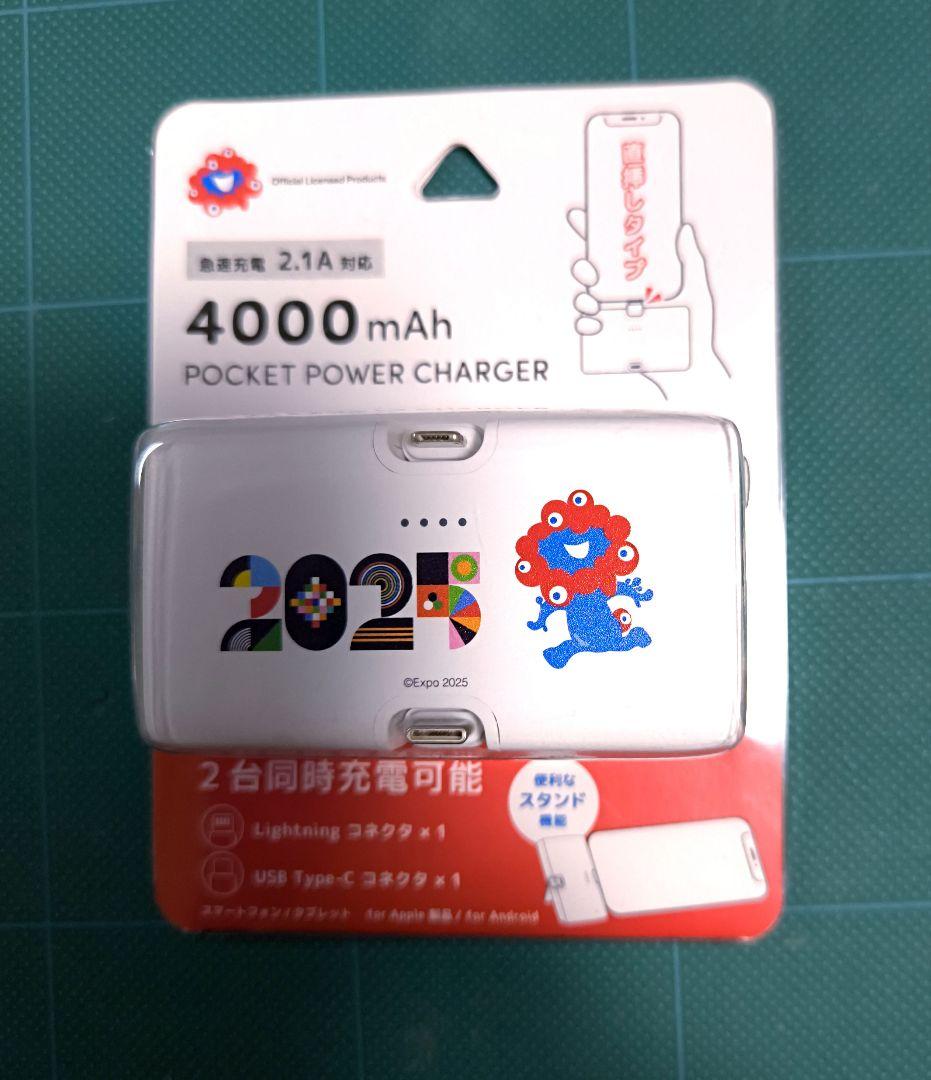 Official Licensed Products
急速充電 2.1A 対応
4000mAh
POCKET POWER CHARGER
直挿しタイプ
2025
©Expo 2025
2台同時充電可能
Lightning コネクタ × 1
USB Type-C コネクタ × 1
スマートフォン / タブレット for Apple 製品 / for Android
便利な
スタンド
機能